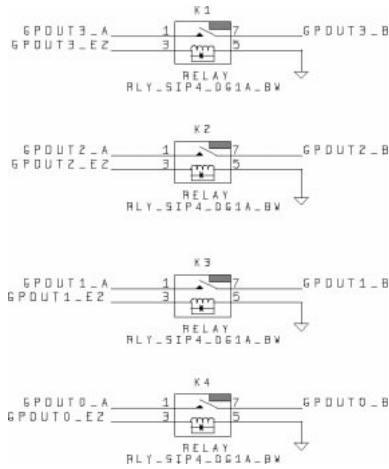 K1
GPOUT3_A 1 7 GPOUT3_B
GPOUT3_E2 3 5
RELAY
RLY_SIP4_DG1A_BW
K2
GPOUT2_A 1 7 GPOUT2_B
GPOUT2_E2 3 5
RELAY
RLY_SIP4_DG1A_BW
K3
GPOUT1_A 1 7 GPOUT1_B
GPOUT1_E2 3 5
RELAY
RLY_SIP4_DG1A_BW
K4
GPOUT0_A 1 7 GPOUT0_B
GPOUT0_E2 3 5
RELAY
RLY_SIP4_DG1A_BW